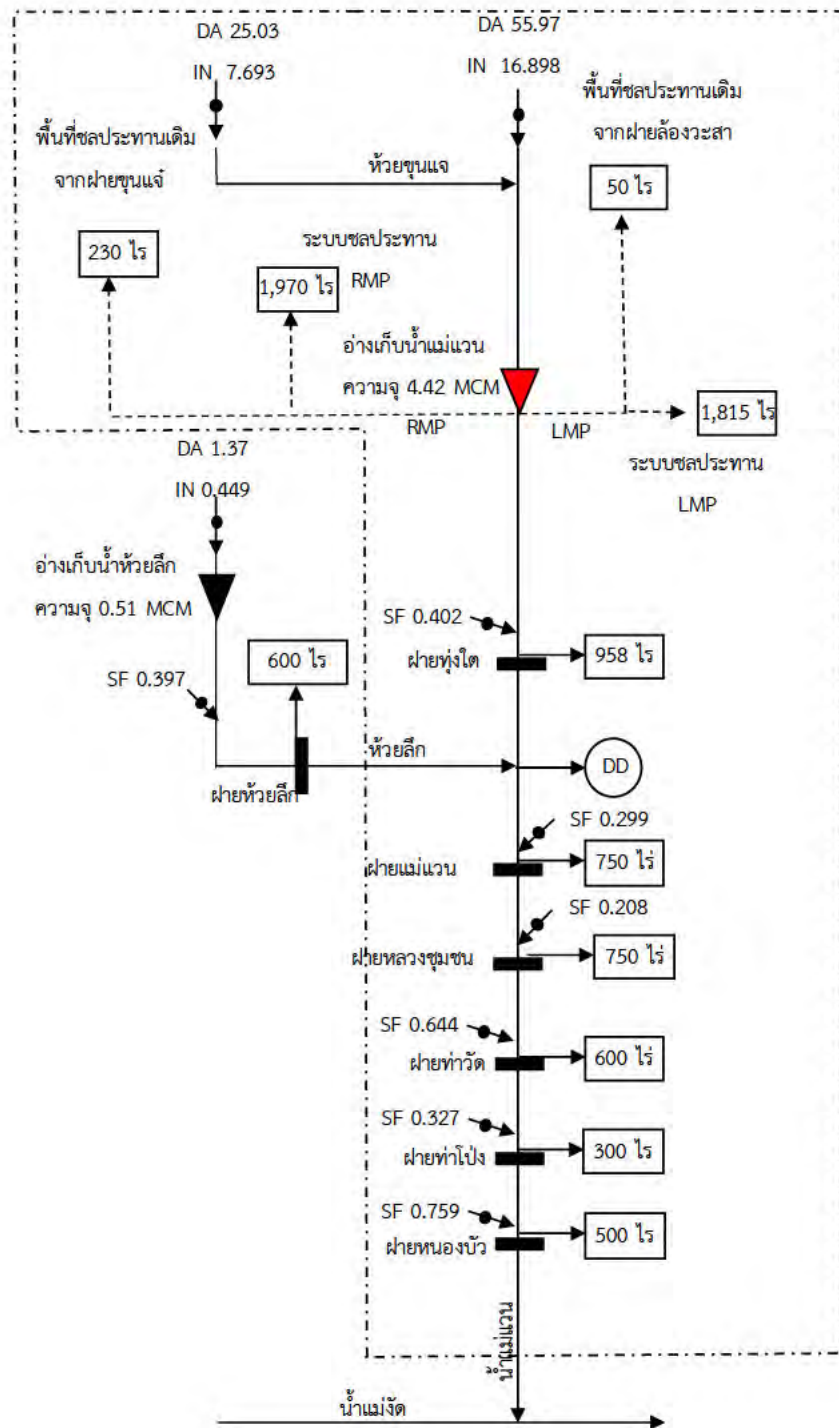 DA 25.03
IN 7.693
DA 55.97
IN 16.898
พื้นที่ชลประทานเดิม
จากฝายขุนแจ๋
พื้นที่ชลประทานเดิม
จากฝายล้องวะสา
ห้วยขุนแจ
50 ไร่
230 ไร่
ระบบชลประทาน
RMP
1,970 ไร่
อ่างเก็บน้ำแม่แวน
ความจุ 4.42 MCM
RMP
LMP
1,815 ไร่
ระบบชลประทาน
LMP
DA 1.37
IN 0.449
อ่างเก็บน้ำห้วยลึก
ความจุ 0.51 MCM
SF 0.402
ฝายทุ่งใต
958 ไร่
600 ไร่
SF 0.397
ห้วยลึก
ฝายห้วยลึก
DD
SF 0.299
ฝายแม่แวน
750 ไร่
SF 0.208
ฝายหลวงชุมชน
750 ไร่
SF 0.644
ฝายท่าวัด
600 ไร่
SF 0.327
ฝายท่าโป่ง
300 ไร่
SF 0.759
ฝายหนองบัว
500 ไร่
น้ำแม่แวน
น้ำแม่งัด